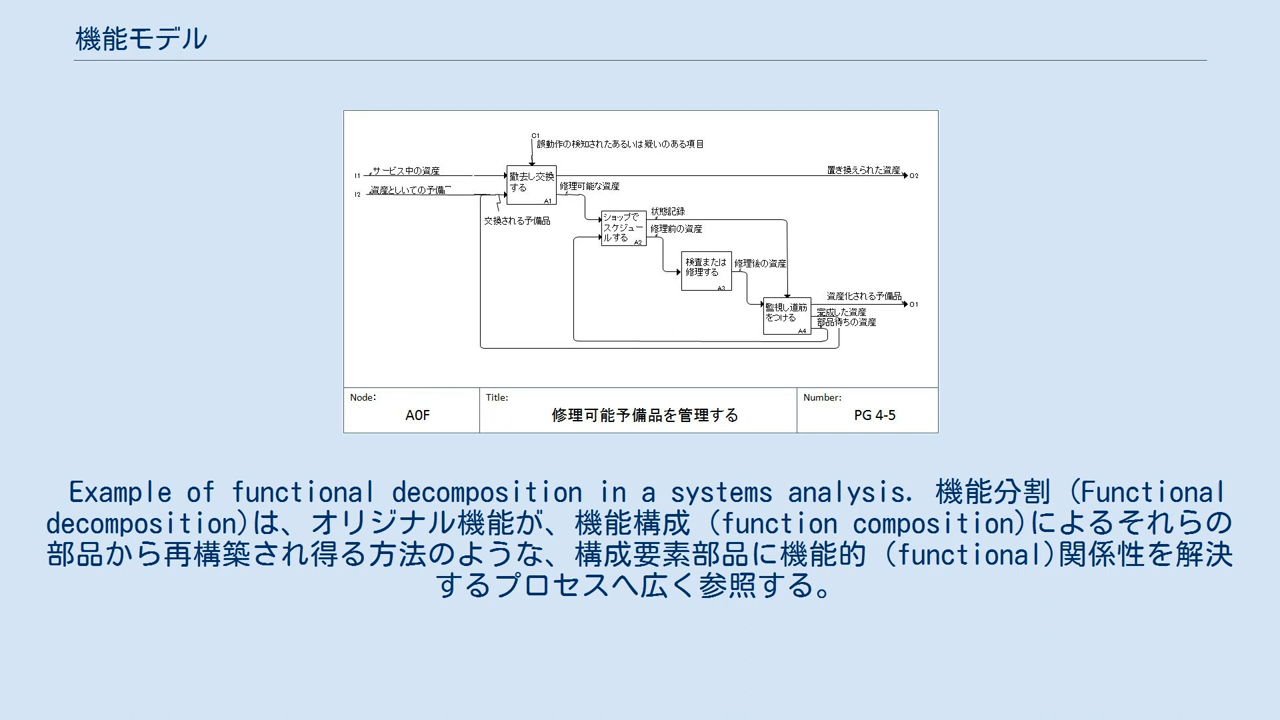 機能モデル
C1
誤動作の検知されたあるいは疑いのある項目
I1
サービス中の資産
置き換えられた資産
O2
撤去し交換
する
A1
I2
資産としいての予備
修理可能な資産
交換される予備品
ショップで
スケジュー
ルする
A2
状態記録
修理前の資産
検査または
修理する
A3
修理後の資産
監視し道筋
をつける
A4
資産化される予備品
O1
完成した資産
部品待ちの資産
Node:
A0F
Title:
修理可能予備品を管理する
Number:
PG 4-5
Example of functional decomposition in a systems analysis. 機能分割 (Functional
decomposition)は、オリジナル機能が、機能構成 (function composition)によるそれらの
部品から再構築され得る方法のような、構成要素部品に機能的 (functional)関係性を解決
するプロセスへ広く参照する。